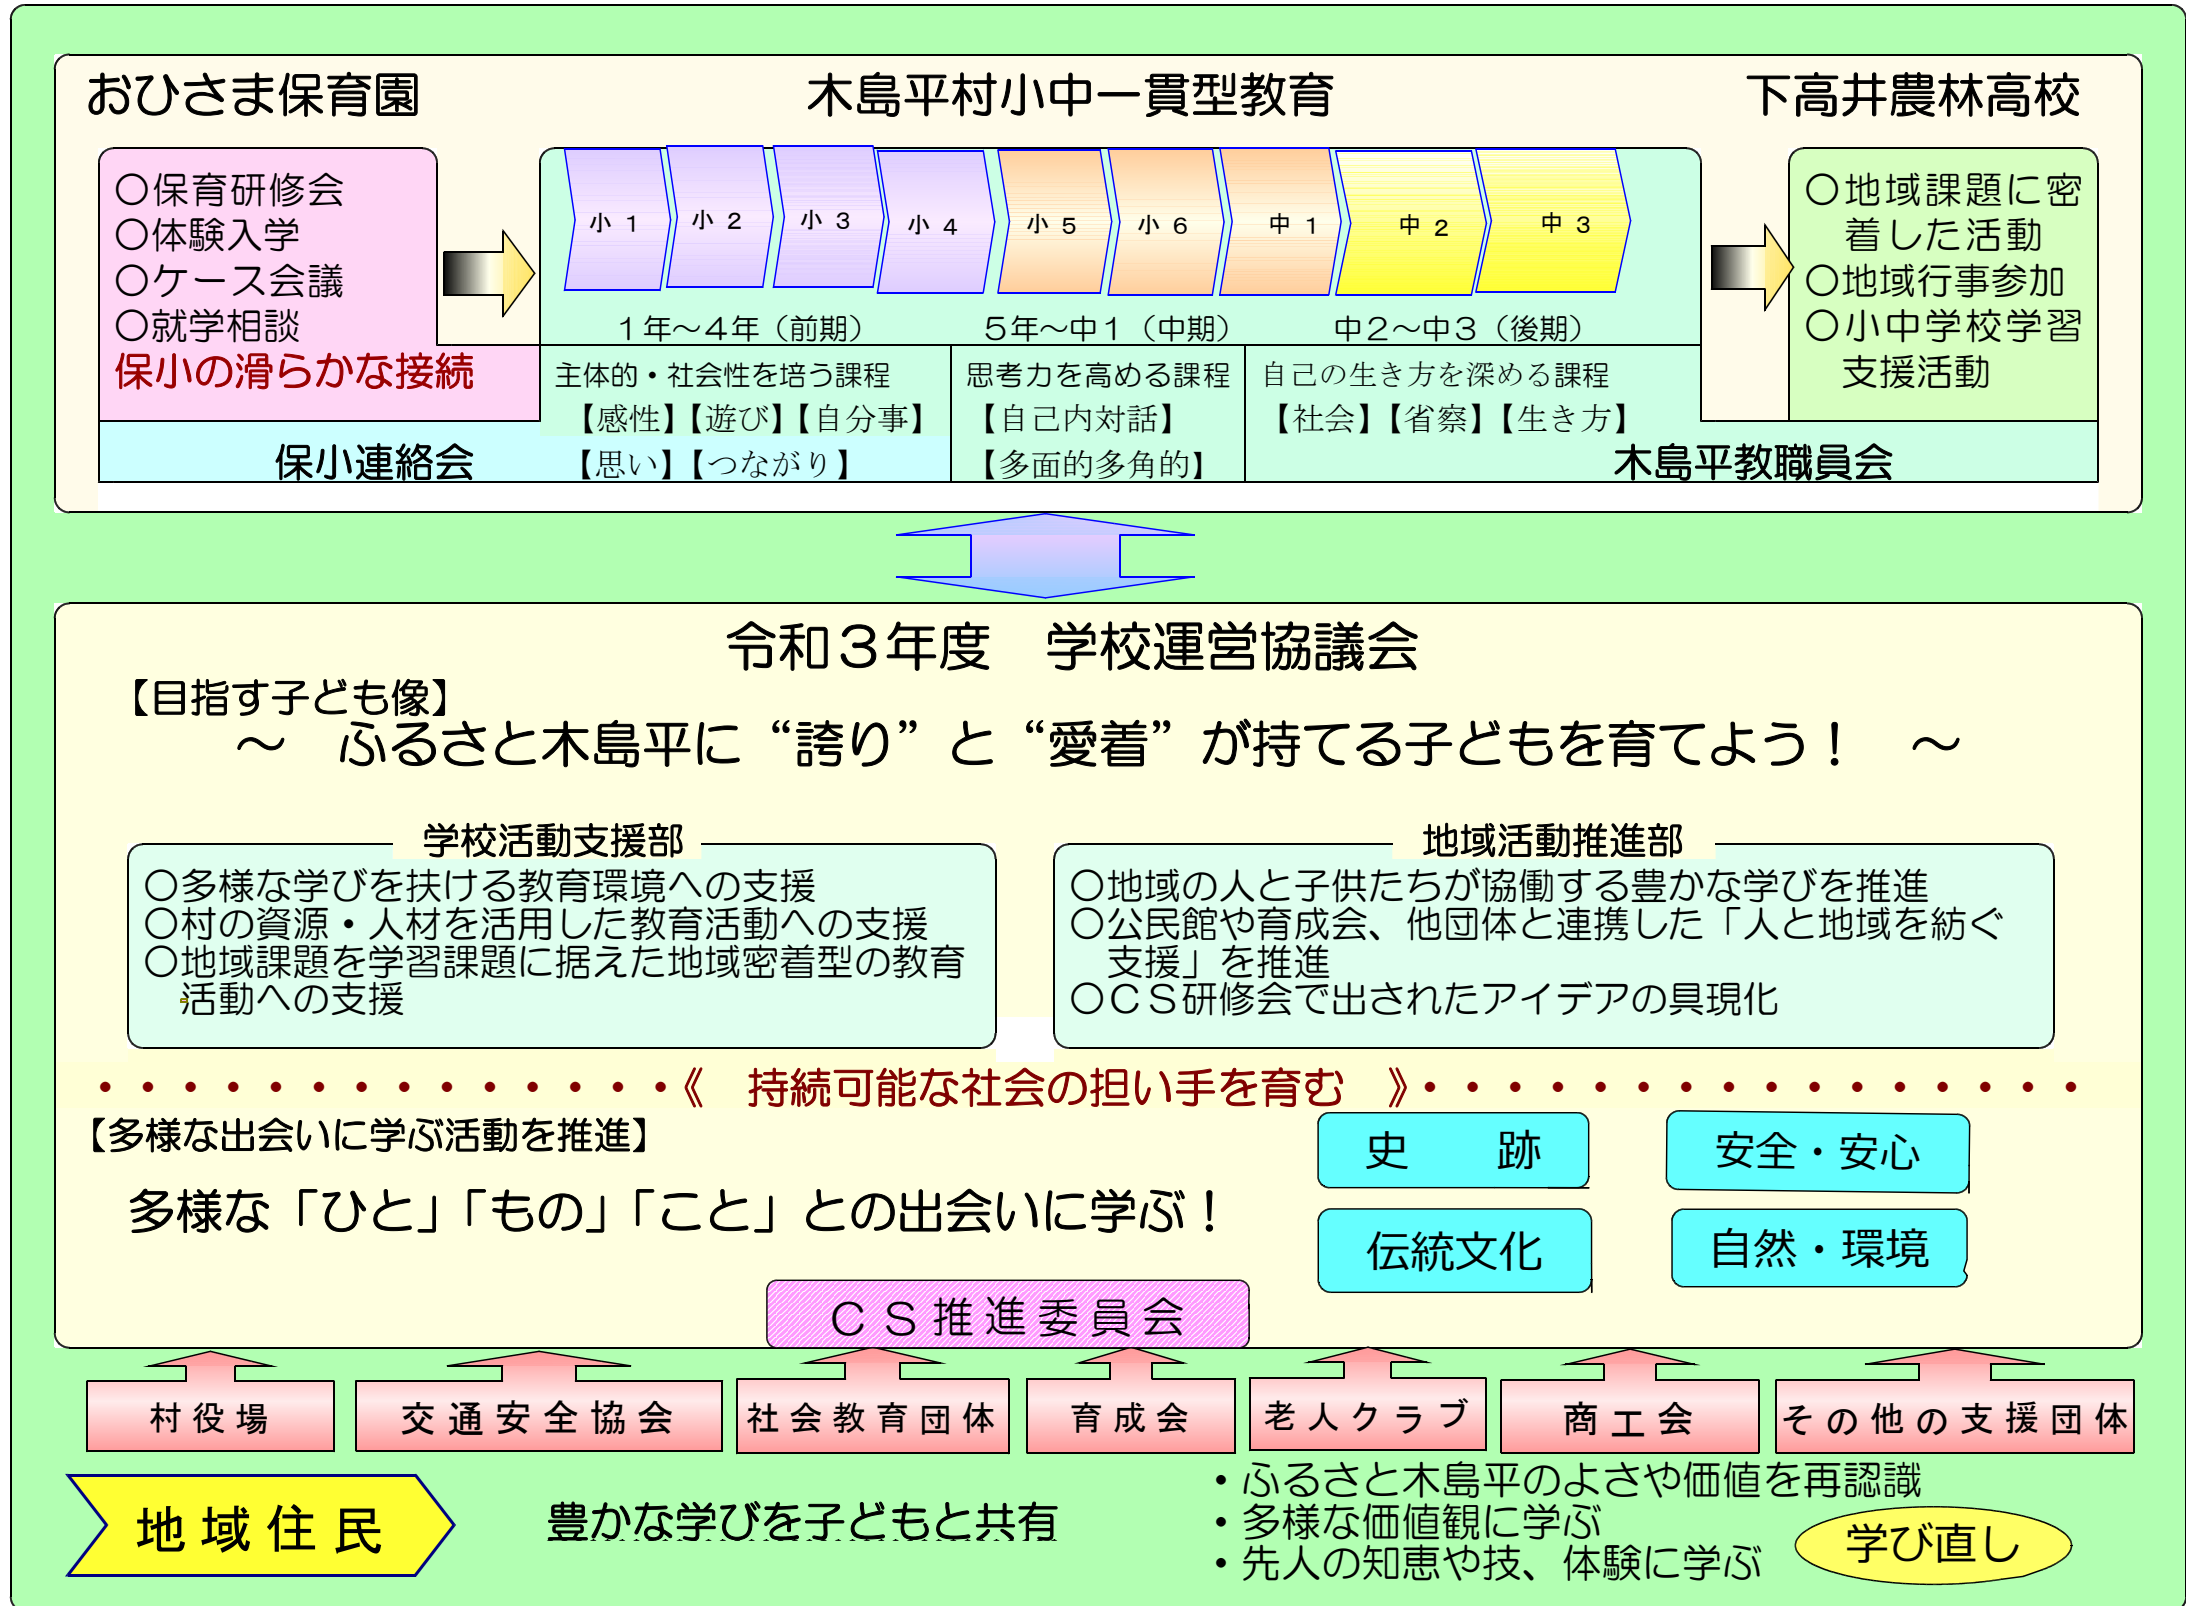 おひさま保育園
木島平村小中一貫型教育
下高井農林高校
〇保育研修会
〇体験入学
〇ケース会議
〇就学相談
保小の滑らかな接続
小 1
小 2
小 3
小 4
小 5
小 6
中 1
中 2
中 3
１年～４年（前期）
５年～中１（中期）
中２～中３（後期）
主体的・社会性を培う課程
【感性】【遊び】【自分事】
【思い】【つながり】
思考力を高める課程
【自己内対話】
【多面的多角的】
自己の生き方を深める課程
【社会】【省察】【生き方】
〇地域課題に密
着した活動
〇地域行事参加
〇小中学校学習
支援活動
保小連絡会
木島平教職員会
令和３年度　学校運営協議会
【目指す子ども像】
～　ふるさと木島平に“誇り”と“愛着”が持てる子どもを育てよう！　～
学校活動支援部
〇多様な学びを扶ける教育環境への支援
〇村の資源・人材を活用した教育活動への支援
〇地域課題を学習課題に据えた地域密着型の教育
活動への支援
地域活動推進部
〇地域の人と子供たちが協働する豊かな学びを推進
〇公民館や育成会、他団体と連携した「人と地域を紡ぐ
支援」を推進
〇ＣＳ研修会で出されたアイデアの具現化
・・・・・・・・・・・・・・《　持続可能な社会の担い手を育む　》・・・・・・・・・・・・・・・・
【多様な出会いに学ぶ活動を推進】
多様な「ひと」「もの」「こと」との出会いに学ぶ！
史　跡
安全・安心
伝統文化
自然・環境
ＣＳ推進委員会
村役場
交通安全協会
社会教育団体
育成会
老人クラブ
商工会
その他の支援団体
地域住民
豊かな学びを子どもと共有
・ふるさと木島平のよさや価値を再認識
・多様な価値観に学ぶ
・先人の知恵や技、体験に学ぶ
学び直し